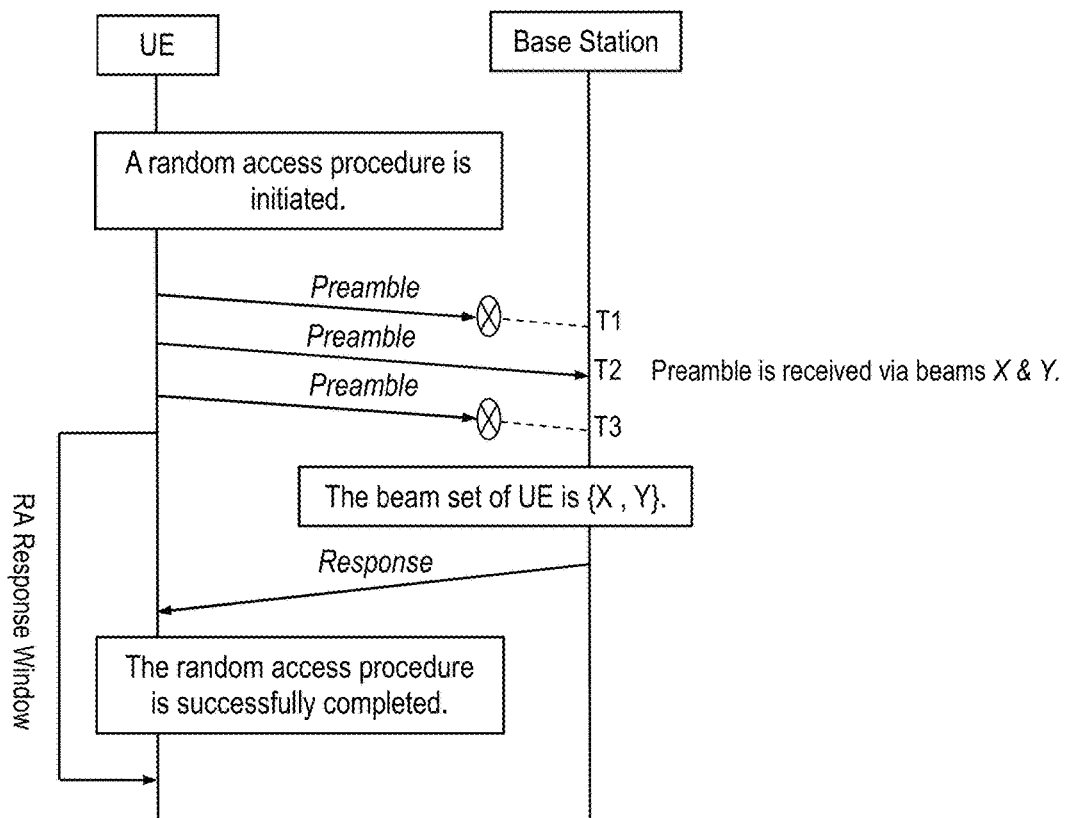 UE
Base Station
A random access procedure is
initiated.
Preamble
T1
Preamble
T2 Preamble is received via beams X & Y.
Preamble
T3
The beam set of UE is {X , Y}.
RA Response Window
Response
The random access procedure
is successfully completed.